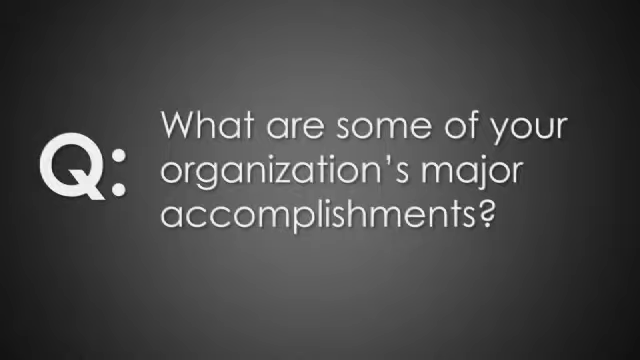 Q: What are some of your
organization's major
accomplishments?